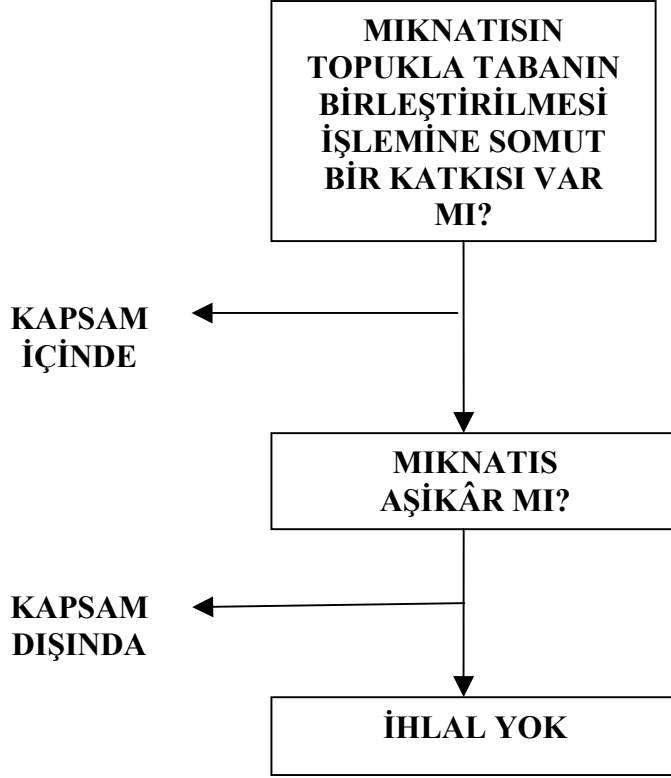 MIKNATISIN
TOPUKLA TABANIN
BİRLEŞTİRİLMESİ
İŞLEMİNE SOMUT
BİR KATKISI VAR
MI?
KAPSAM
İÇİNDE
MIKNATIS
AŞİKÂR MI?
KAPSAM
DIŞINDA
İHLAL YOK